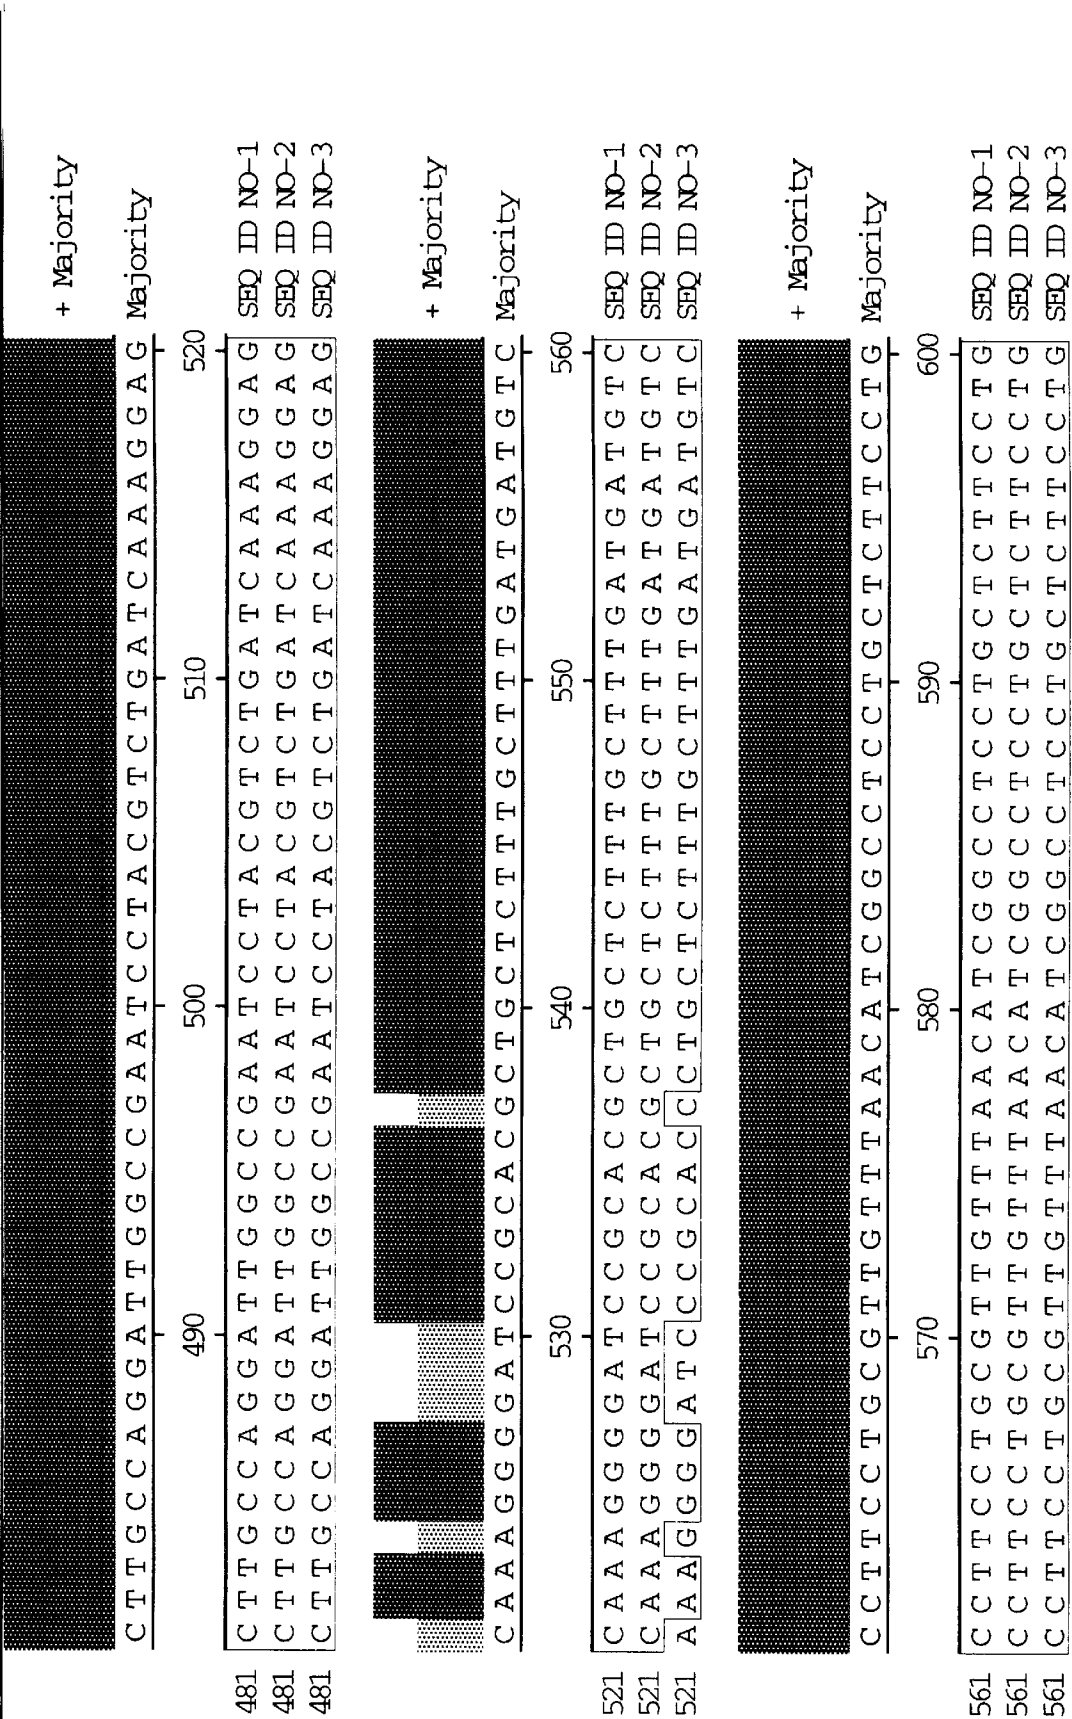 + Majority
C T T G C C A G G A T T G G C C G A A T C C T A C G T C T G A T C A A A G G A G Majority
490 500 510 520
481 C T T G C C A G G A T T G G C C G A A T C C T A C G T C T G A T C A A A G G A G SEQ ID NO-1
481 C T T G C C A G G A T T G G C C G A A T C C T A C G T C T G A T C A A A G G A G SEQ ID NO-2
481 C T T G C C A G G A T T G G C C G A A T C C T A C G T C T G A T C A A A G G A G SEQ ID NO-3
+ Majority
C A A A G G G G A T C C G C A C G C T G C T C T T T G C T T T G A T G A T G T C Majority
530 540 550 560
521 C A A A G G G G A T C C G C A C G C T G C T C T T T G C T T T G A T G A T G T C SEQ ID NO-1
521 C A A A G G G G A T C C G C A C G C T G C T C T T T G C T T T G A T G A T G T C SEQ ID NO-2
521 A A A G G G G A T C C C G C A C C C T G C T C T T T G C T T T G A T G A T G T C SEQ ID NO-3
+ Majority
C C T T C C T G C G T T G T T T A A C A T C G G C C T C C T G C T C T T C C T G Majority
570 580 590 600
561 C C T T C C T G C G T T G T T T A A C A T C G G C C T C C T G C T C T T C C T G SEQ ID NO-1
561 C C T T C C T G C G T T G T T T A A C A T C G G C C T C C T G C T C T T C C T G SEQ ID NO-2
561 C C T T C C T G C G T T G T T T A A C A T C G G C C T C C T G C T C T T C C T G SEQ ID NO-3